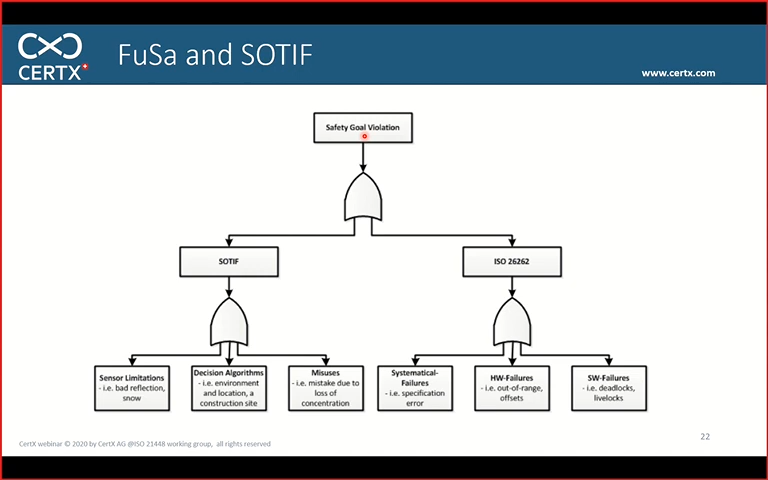 CERTX
FuSa and SOTIF
www.certx.com
Safety Goal Violation
SOTIF
ISO 26262
Sensor Limitations
- i.e. bad reflection,
snow
Decision Algorithms
- i.e. environment
and location, a
construction site
Misuses
- i.e. mistake due to
loss of
concentration
Systematical-
Failures
- i.e. specification
error
HW-Failures
- i.e. out-of-range,
offsets
SW-Failures
- i.e. deadlocks,
livelocks
CertX webinar © 2020 by CertX AG @ISO 21448 working group, all rights reserved
22